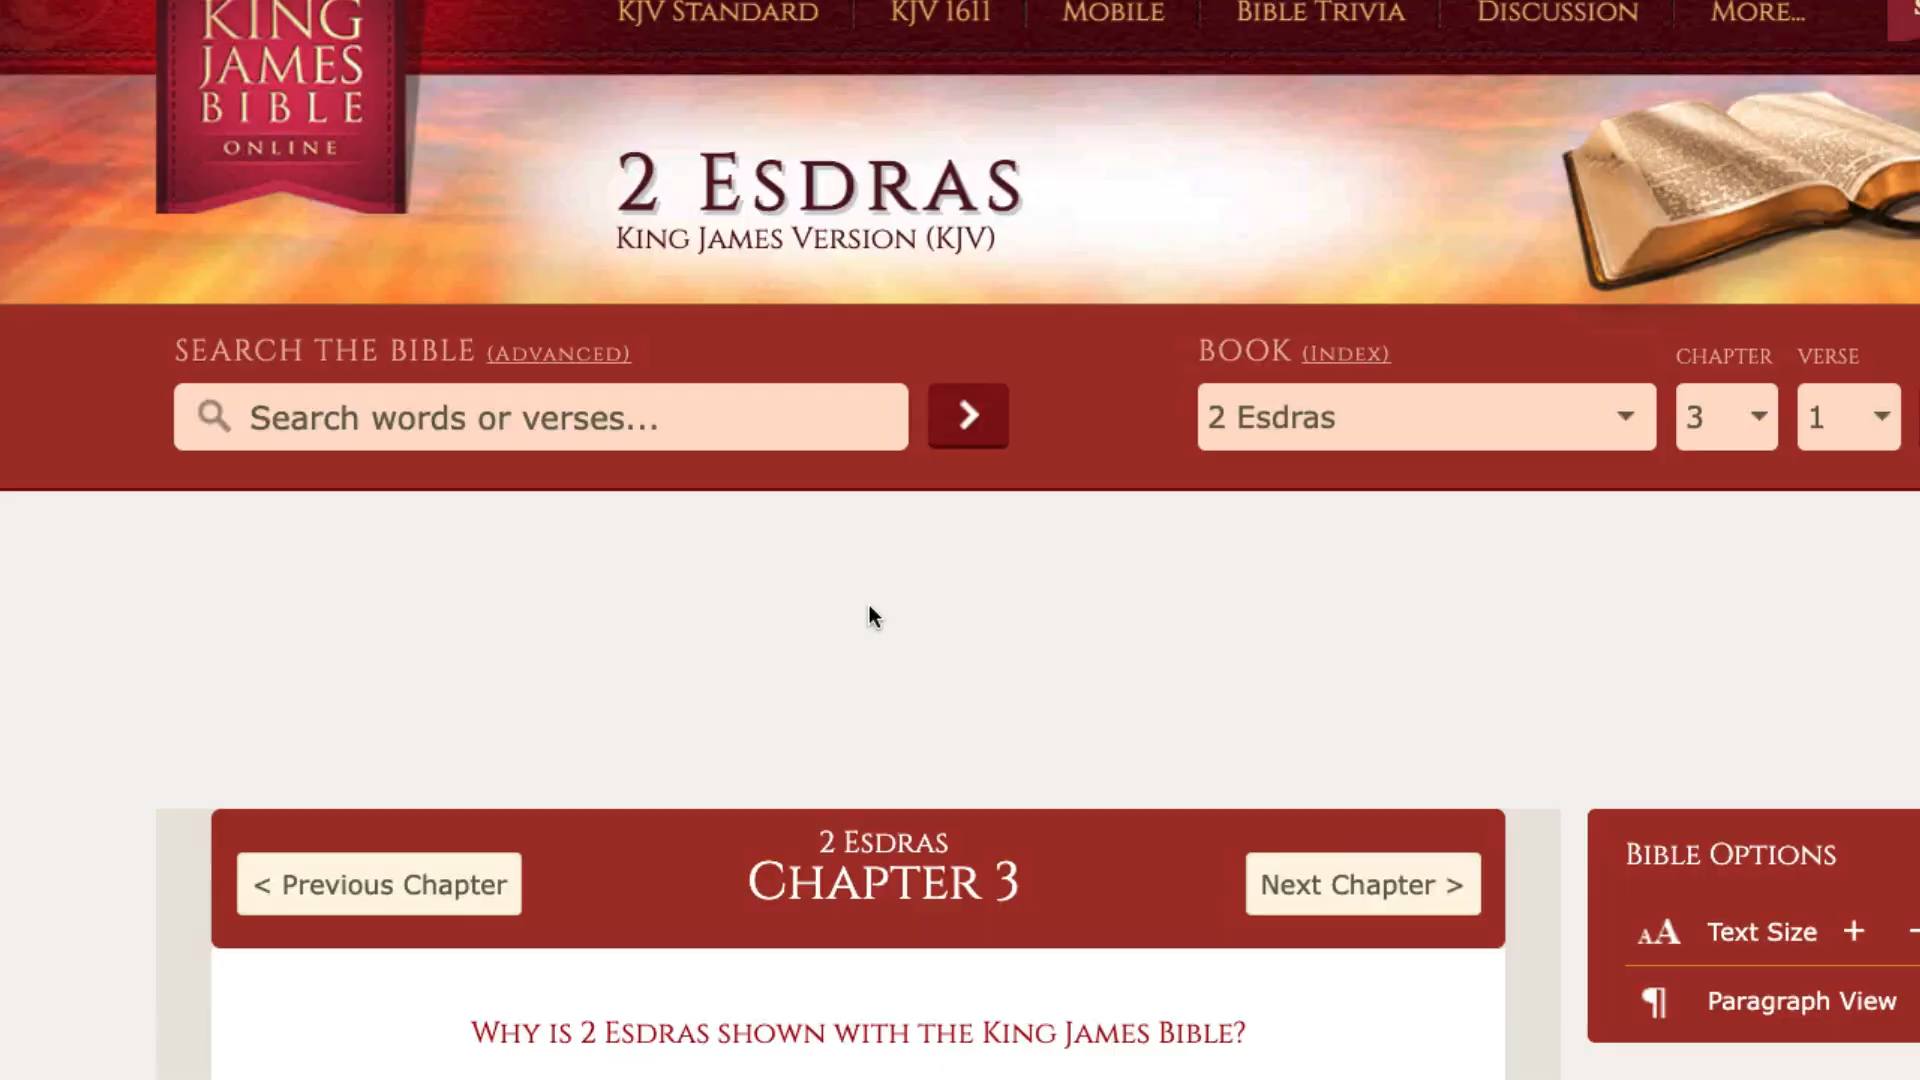 KJV Standard
KJV 1611
Mobile
Bible Trivia
Discussion
More...
KING
JAMES
BIBLE
ONLINE
2 Esdras
King James Version (KJV)
SEARCH THE BIBLE (Advanced)
BOOK (Index)
CHAPTER
VERSE
Search words or verses...
2 Esdras
3
1
2 Esdras
Chapter 3
< Previous Chapter
Next Chapter >
Bible Options
AA Text Size + -
¶ Paragraph View
Why is 2 Esdras shown with the King James Bible?